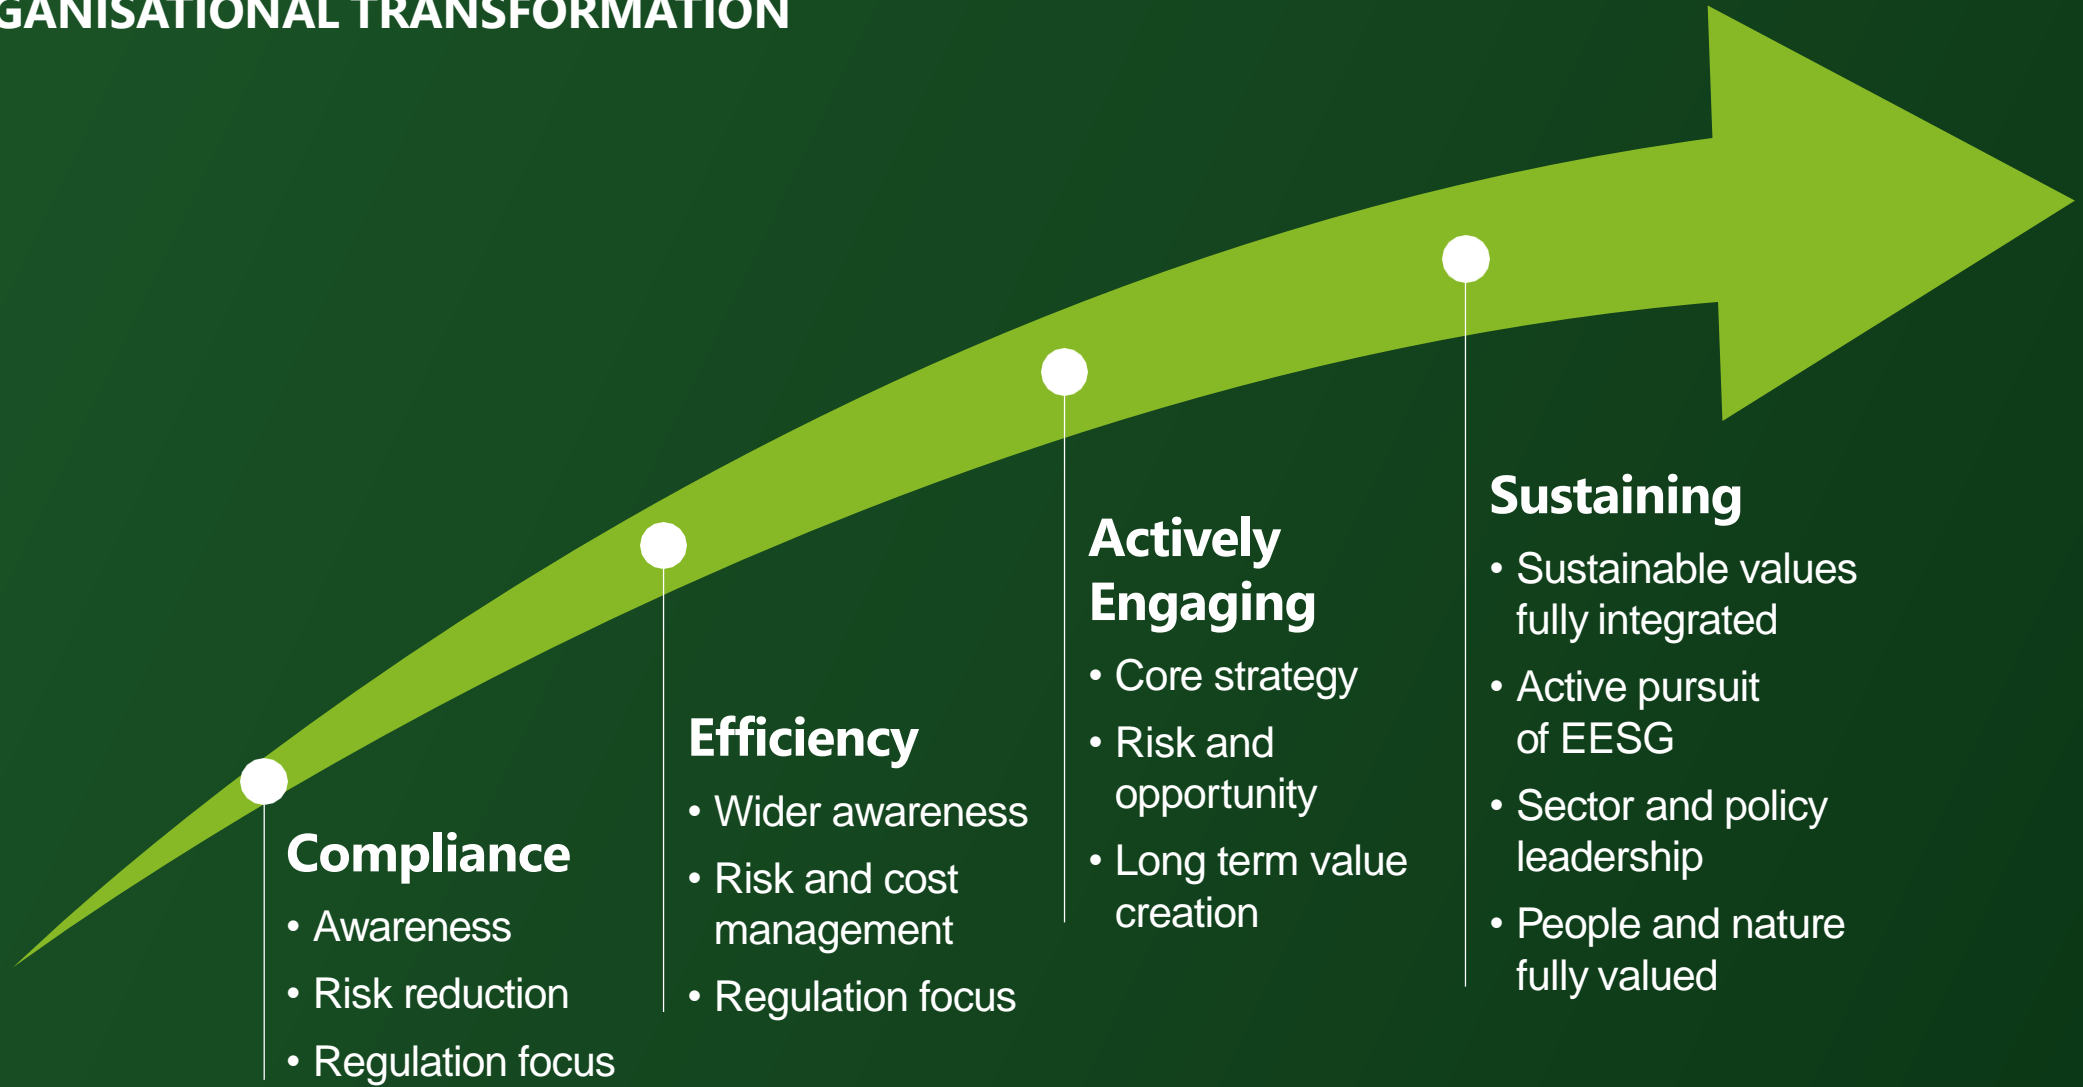 GANISATIONAL TRANSFORMATION
Compliance
• Awareness
• Risk reduction
• Regulation focus
Efficiency
• Wider awareness
• Risk and cost
management
• Regulation focus
Actively
Engaging
• Core strategy
• Risk and
opportunity
• Long term value
creation
Sustaining
• Sustainable values
fully integrated
• Active pursuit
of EESG
• Sector and policy
leadership
• People and nature
fully valued